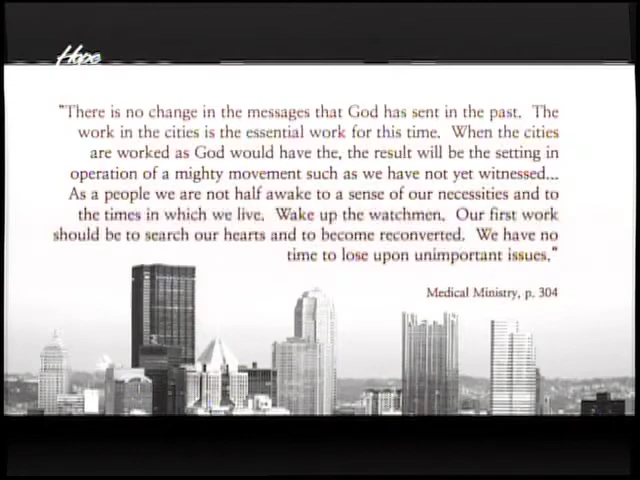 Hope
"There is no change in the messages that God has sent in the past.  The
work in the cities is the essential work for this time.  When the cities
are worked as God would have the, the result will be the setting in
operation of a mighty movement such as we have not yet witnessed...
As a people we are not half awake to a sense of our necessities and to
the times in which we live.  Wake up the watchmen.  Our first work
should be to search our hearts and to become reconverted.  We have no
time to lose upon unimportant issues."
Medical Ministry, p. 304